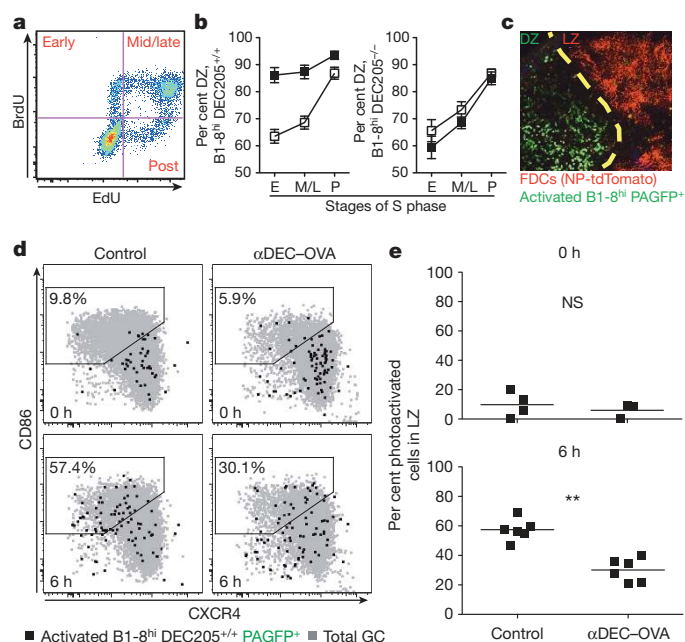 a
Early
Mid/late
Post
BrdU
EdU
b
Per cent DZ,
B1-8hi DEC205+/+
100
90
80
70
60
50
E M/L P
Per cent DZ,
B1-8hi DEC205−/−
100
90
80
70
60
50
E M/L P
Stages of S phase
c
DZ LZ
FDCs (NP-tdTomato)
Activated B1-8hi PAGFP+
d
Control
αDEC–OVA
9.8%
0 h
5.9%
0 h
57.4%
6 h
30.1%
6 h
CD86
CXCR4
Activated B1-8hi DEC205+/+ PAGFP+
Total GC
e
0 h
NS
100
80
60
40
20
0
Per cent photoactivated
cells in LZ
6 h
**
100
80
60
40
20
0
Control
αDEC–OVA